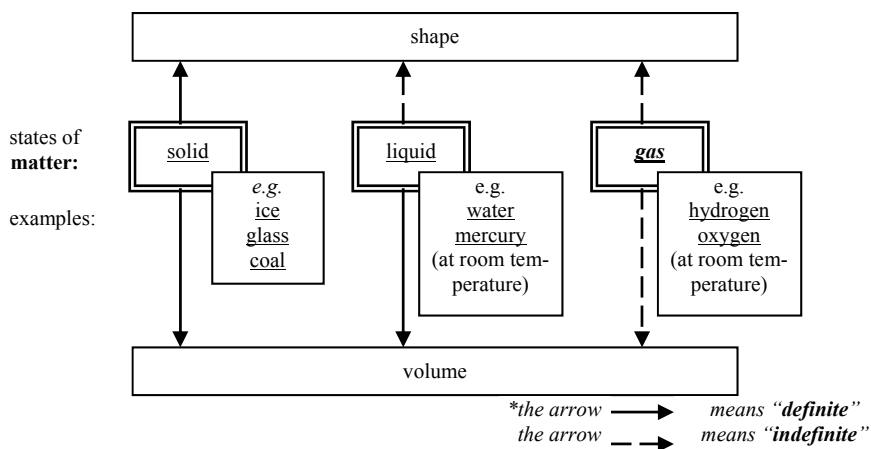 shape
states of
matter:
solid
liquid
gas
examples:
e.g.
ice
glass
coal
e.g.
water
mercury
(at room tem-
perature)
e.g.
hydrogen
oxygen
(at room tem-
perature)
volume
*the arrow means “definite”
the arrow means “indefinite”